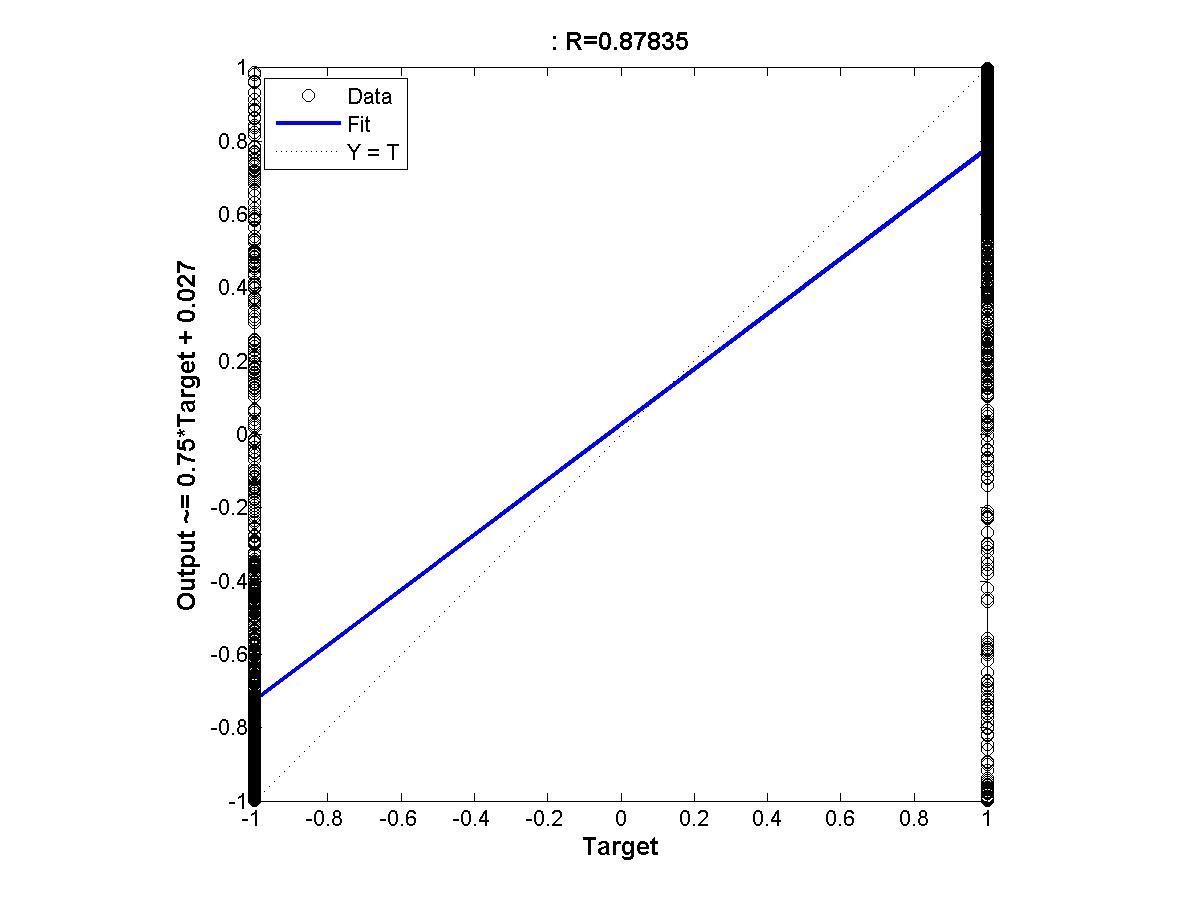 : R=0.87835
Data
Fit
Y = T
1
0.8
0.6
0.4
0.2
0
-0.2
-0.4
-0.6
-0.8
-1
Output ~= 0.75*Target + 0.027
-1 -0.8 -0.6 -0.4 -0.2 0 0.2 0.4 0.6 0.8 1
Target